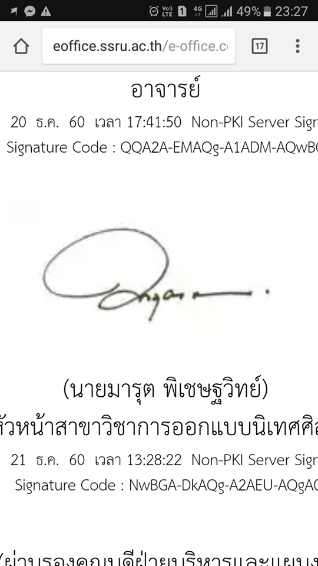 49% 23:27
eoffice.ssru.ac.th/e-office.c
17
อาจารย์
20 ธ.ค. 60 เวลา 17:41:50 Non-PKI Server Sign
Signature Code : QQA2A-EMAQg-A1ADM-AQwB
(นายมารุต พิเชษฐวิทย์)
หัวหน้าสาขาวิชาการออกแบบนิเทศศิล
21 ธ.ค. 60 เวลา 13:28:22 Non-PKI Server Sign
Signature Code : NwBGA-DkAQg-A2AEU-AQgA
(ผ่านรองคณบดีฝ่ายบริหารและแผนง